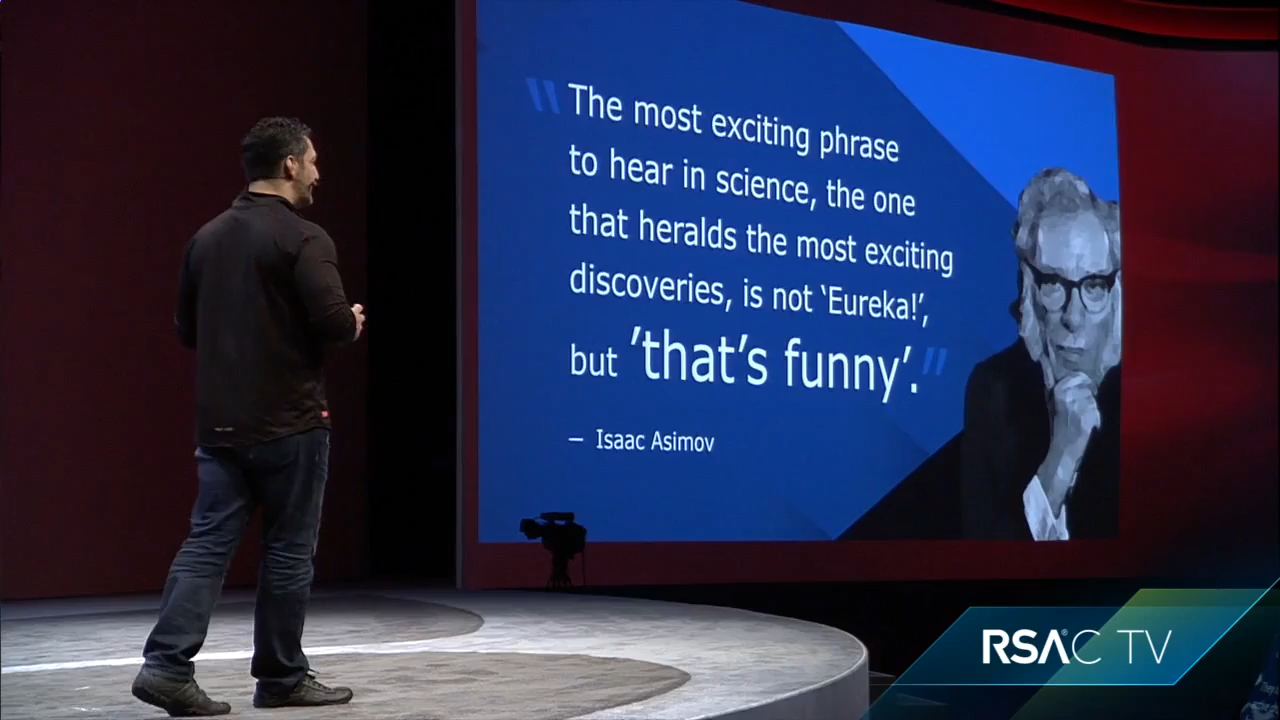 "The most exciting phrase
to hear in science, the one
that heralds the most exciting
discoveries, is not ‘Eureka!’,
but ’that’s funny’."
— Isaac Asimov
RSA®C TV